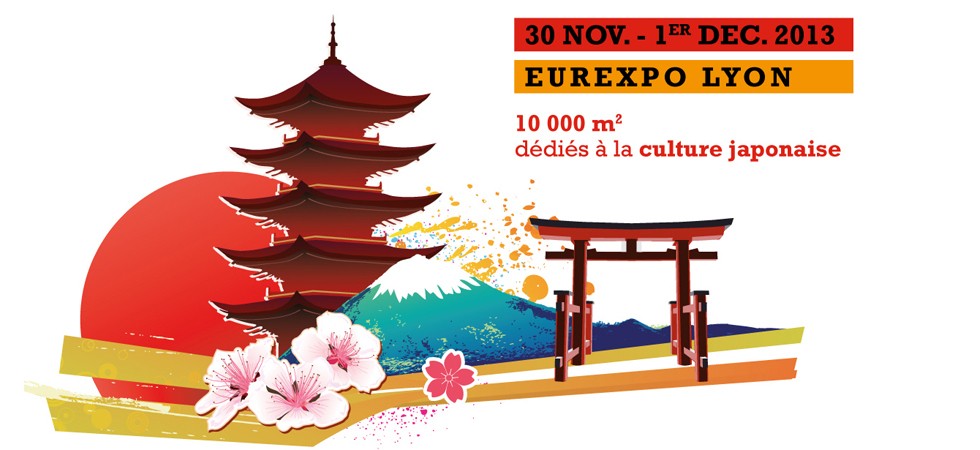 30 NOV. - 1ER DEC. 2013
EUREXPO LYON
10 000 m²
dédiés à la culture japonaise